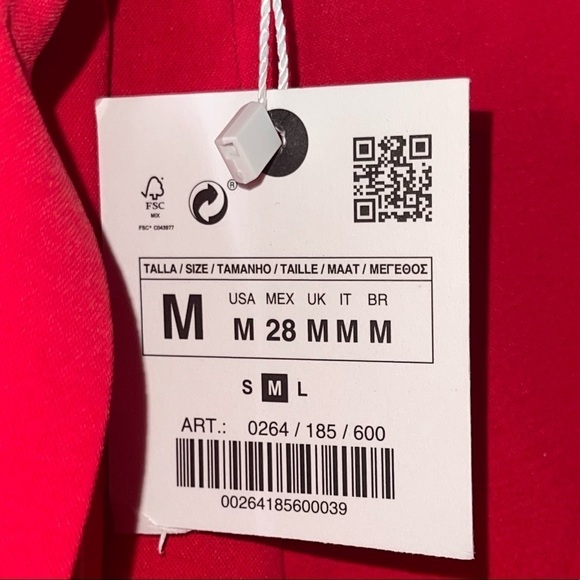 ®
FSC
MIX
FSC® C043977
TALLA / SIZE / TAMANHO / TAILLE / MAAT / ΜΕΓΕΘΟΣ
M
USA MEX UK IT BR
M 28 M M M
S M L
ART.: 0264 / 185 / 600
00264185600039